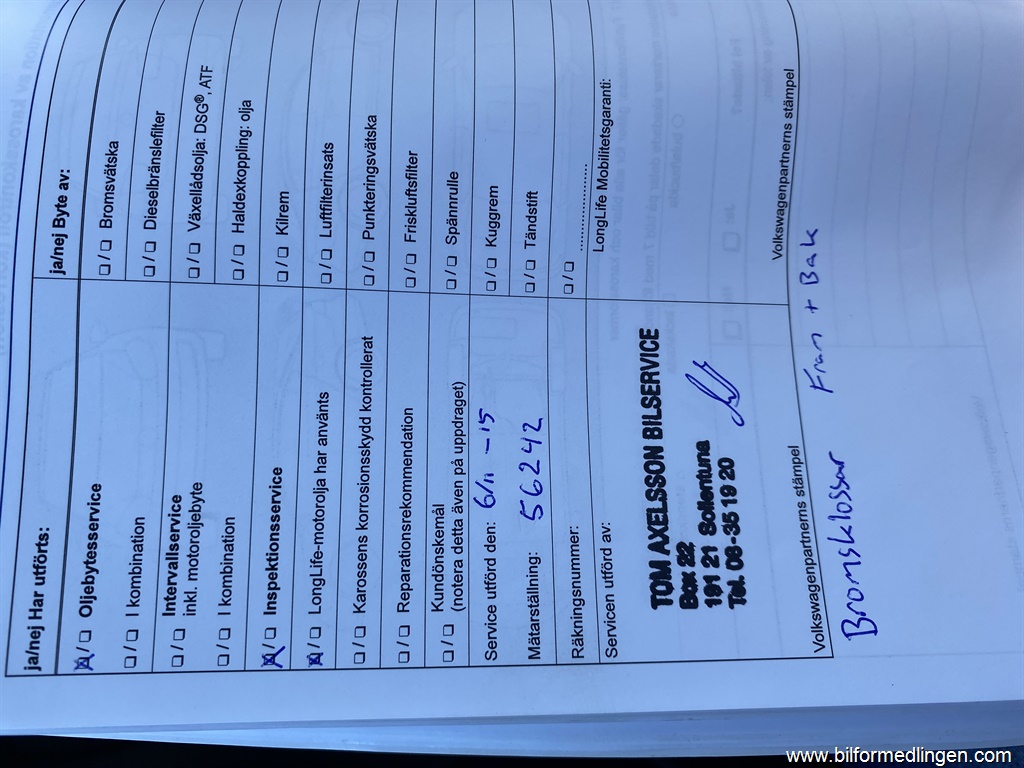 ja/nej Har utförts:
☒ / ☐ Oljebytesservice
☐ / ☐ I kombination
☐ / ☐ Intervallservice
inkl. motoroljebyte
☐ / ☐ I kombination
☒ / ☐ Inspektionsservice
☒ / ☐ LongLife-motorolja har använts
☐ / ☐ Karossens korrosionsskydd kontrollerat
☐ / ☐ Reparationsrekommendation
☐ / ☐ Kundönskemål
(notera detta även på uppdraget)
Service utförd den: 6/11 -15
Mätarställning: 56242
Räkningsnummer:
Servicen utförd av:
TOM AXELSSON BILSERVICE
Box 22
191 21 Sollentuna
Tel. 08-35 19 20
Volkswagenpartnerns stämpel
ja/nej Byte av:
☐ / ☐ Bromsvätska
☐ / ☐ Dieselbränslefilter
☐ / ☐ Växellådsolja: DSG®, ATF
☐ / ☐ Haldexkoppling: olja
☐ / ☐ Kilrem
☐ / ☐ Luftfilterinsats
☐ / ☐ Punkteringsvätska
☐ / ☐ Friskluftsfilter
☐ / ☐ Spännrulle
☐ / ☐ Kuggrem
☐ / ☐ Tändstift
☐ / ☐ ....................
LongLife Mobilitetsgaranti:
Volkswagenpartnerns stämpel
Bromsklossar Fram + Bak
www.bilformedlingen.com